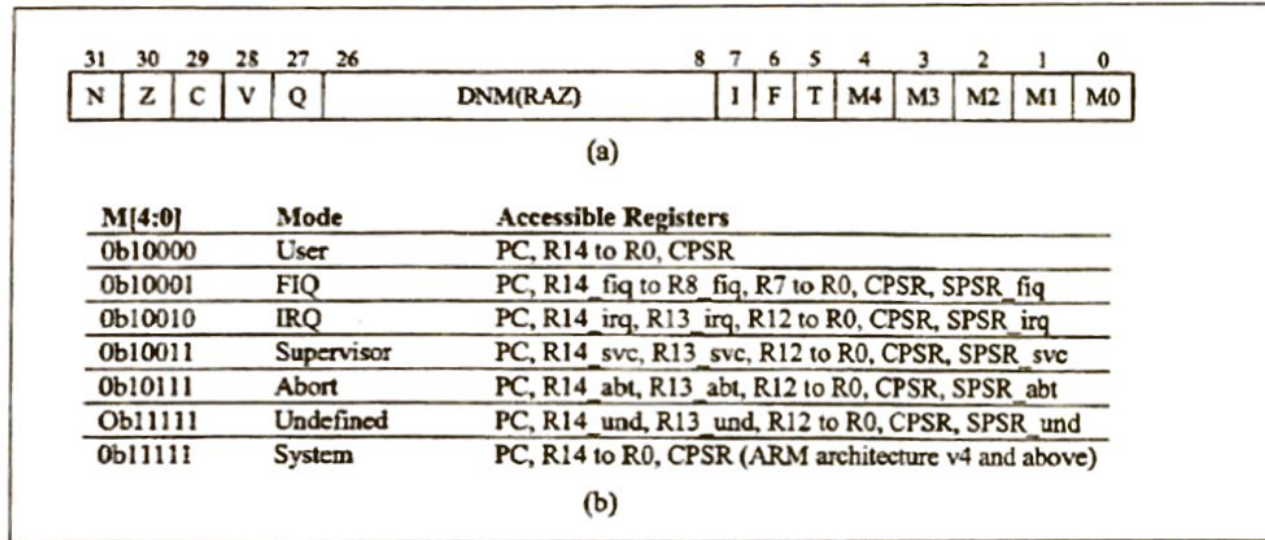 31 30 29 28 27 26 8 7 6 5 4 3 2 1 0
N Z C V Q DNM(RAZ) I F T M4 M3 M2 M1 M0
(a)
M[4:0] Mode Accessible Registers
0b10000 User PC, R14 to R0, CPSR
0b10001 FIQ PC, R14_fiq to R8_fiq, R7 to R0, CPSR, SPSR_fiq
0b10010 IRQ PC, R14_irq, R13_irq, R12 to R0, CPSR, SPSR_irq
0b10011 Supervisor PC, R14_svc, R13_svc, R12 to R0, CPSR, SPSR_svc
0b10111 Abort PC, R14_abt, R13_abt, R12 to R0, CPSR, SPSR_abt
Ob11111 Undefined PC, R14_und, R13_und, R12 to R0, CPSR, SPSR_und
0b11111 System PC, R14 to R0, CPSR (ARM architecture v4 and above)
(b)